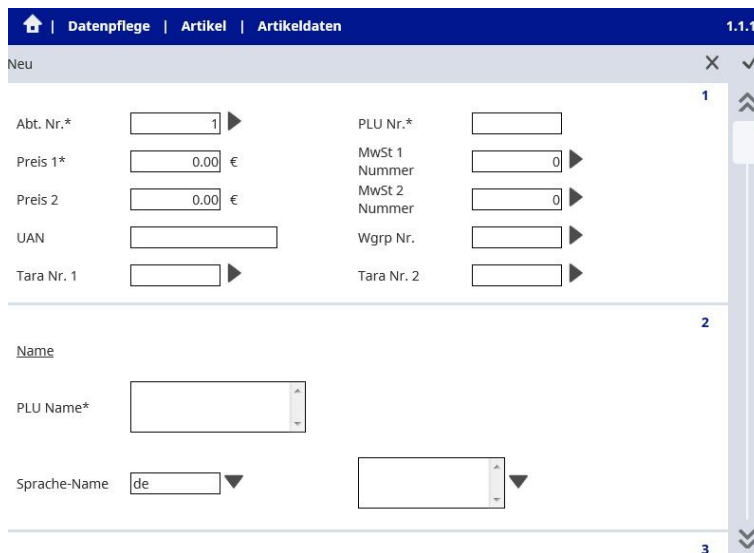 | Datenpflege | Artikel | Artikeldaten 1.1.1
Neu
1
Abt. Nr.* 1 PLU Nr.*
Preis 1* 0.00 € MwSt 1 Nummer 0
Preis 2 0.00 € MwSt 2 Nummer 0
UAN Wgrp Nr.
Tara Nr. 1 Tara Nr. 2
2
Name
PLU Name*
Sprache-Name de
3